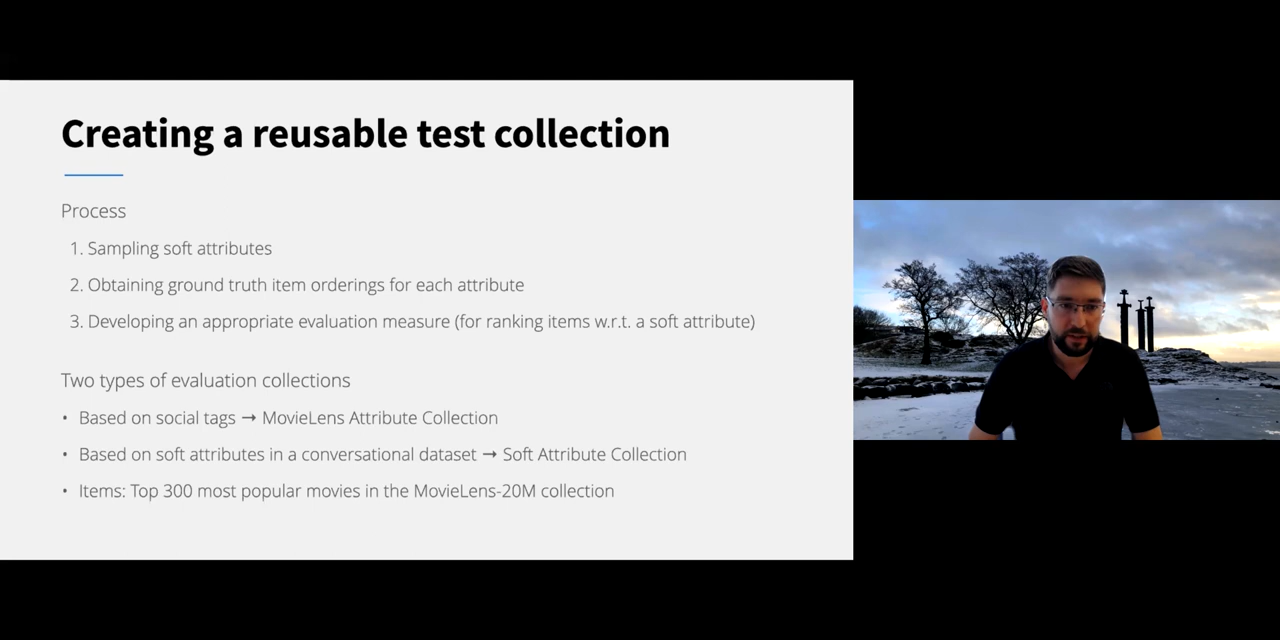 Creating a reusable test collection
Process
1. Sampling soft attributes
2. Obtaining ground truth item orderings for each attribute
3. Developing an appropriate evaluation measure (for ranking items w.r.t. a soft attribute)
Two types of evaluation collections
• Based on social tags → MovieLens Attribute Collection
• Based on soft attributes in a conversational dataset → Soft Attribute Collection
• Items: Top 300 most popular movies in the MovieLens-20M collection